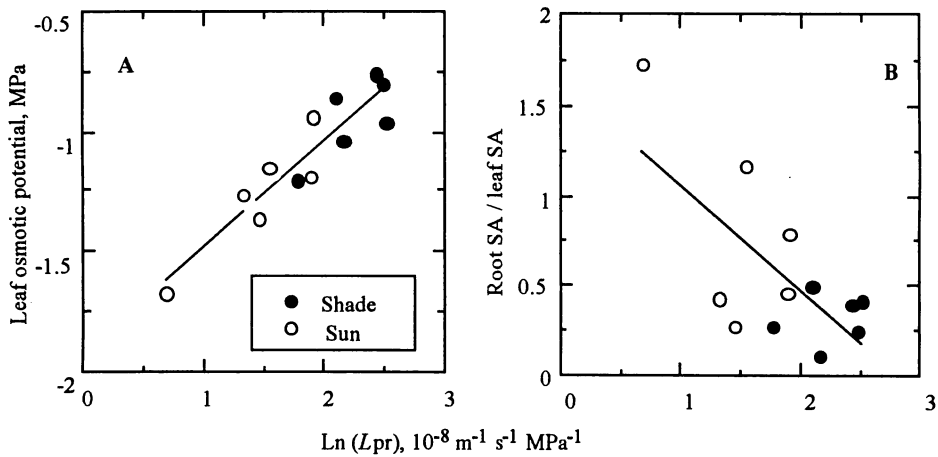 -0.5
-1
-1.5
-2
Leaf osmotic potential, MPa
A
Shade
Sun
0 1 2 3
2
1.5
1
0.5
0
Root SA / leaf SA
B
0 1 2 3
Ln (Lpr), 10⁻⁸ m⁻¹ s⁻¹ MPa⁻¹